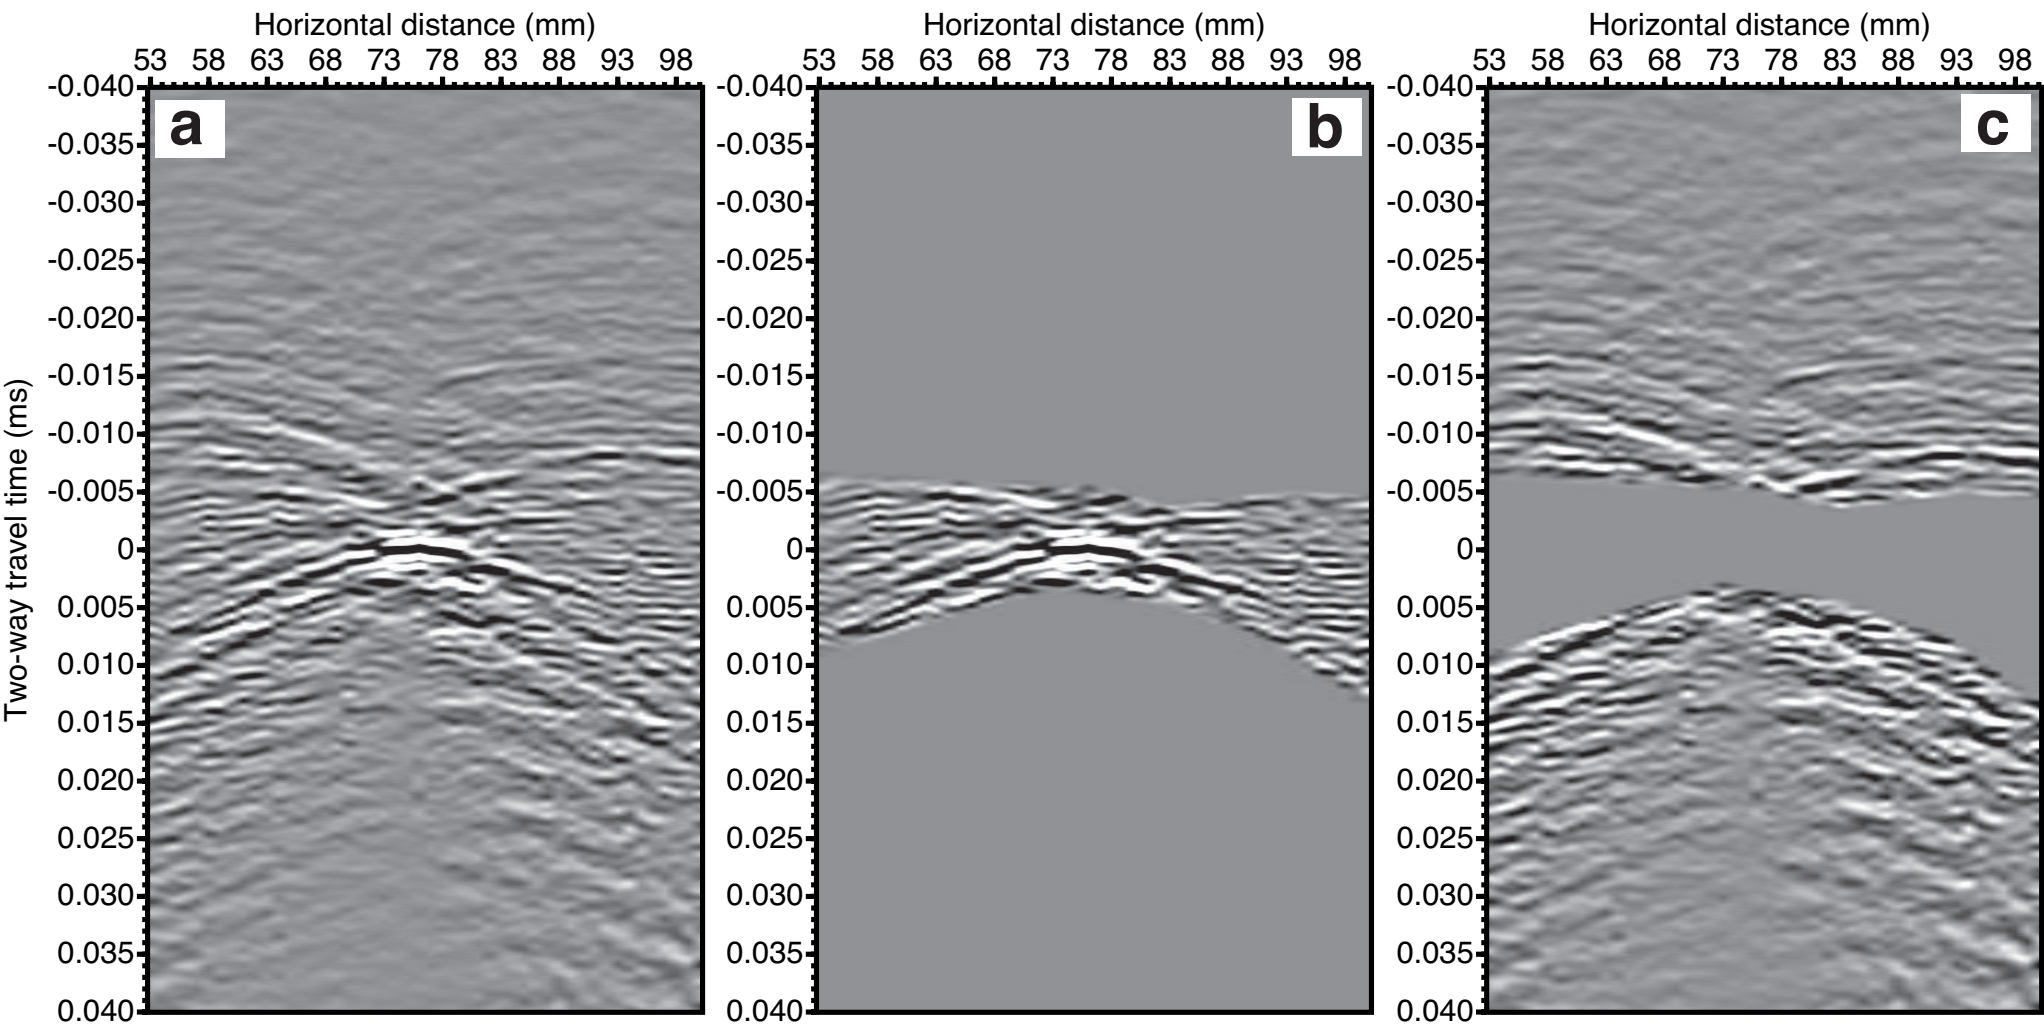 Horizontal distance (mm) Horizontal distance (mm) Horizontal distance (mm)
53 58 63 68 73 78 83 88 93 98 53 58 63 68 73 78 83 88 93 98 53 58 63 68 73 78 83 88 93 98
-0.040 -0.040 -0.040
a b c
-0.035 -0.035 -0.035
-0.030 -0.030 -0.030
-0.025 -0.025 -0.025
-0.020 -0.020 -0.020
-0.015 -0.015 -0.015
-0.010 -0.010 -0.010
-0.005 -0.005 -0.005
Two-way travel time (ms)
0 0 0
0.005 0.005 0.005
0.010 0.010 0.010
0.015 0.015 0.015
0.020 0.020 0.020
0.025 0.025 0.025
0.030 0.030 0.030
0.035 0.035 0.035
0.040 0.040 0.040